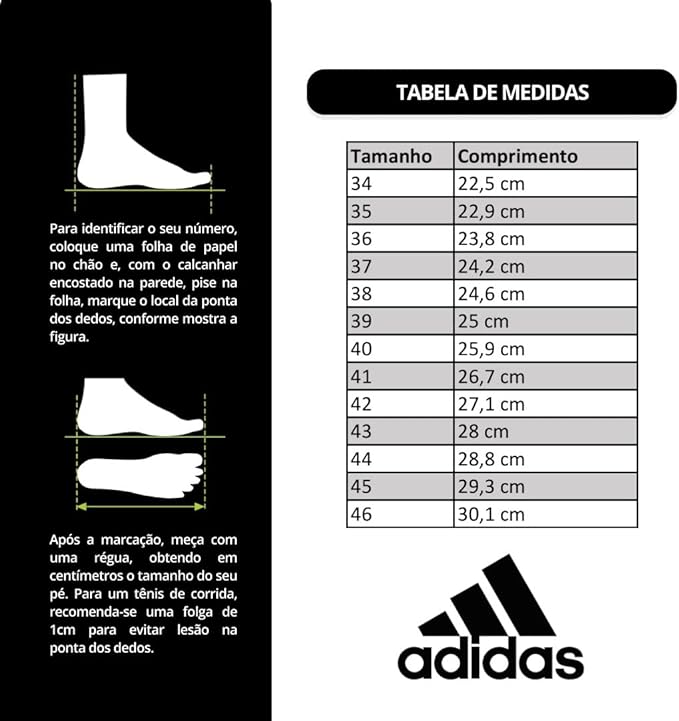 Para identificar o seu número,
coloque uma folha de papel
no chão e, com o calcanhar
encostado na parede, pise na
folha, marque o local da ponta
dos dedos, conforme mostra a
figura.
Após a marcação, meça com
uma régua, obtendo em
centímetros o tamanho do seu
pé. Para um tênis de corrida,
recomenda-se uma folga de
1cm para evitar lesão na
ponta dos dedos.
TABELA DE MEDIDAS
Tamanho Comprimento
34 22,5 cm
35 22,9 cm
36 23,8 cm
37 24,2 cm
38 24,6 cm
39 25 cm
40 25,9 cm
41 26,7 cm
42 27,1 cm
43 28 cm
44 28,8 cm
45 29,3 cm
46 30,1 cm
adidas